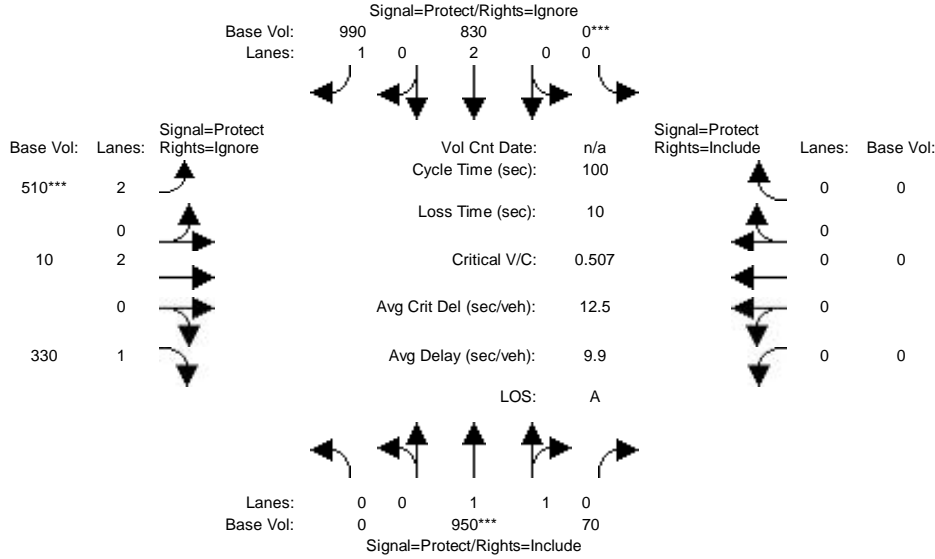 Signal=Protect/Rights=Ignore
Base Vol: 990 830 0***
Lanes: 1 0 2 0 0
Signal=Protect
Rights=Ignore
Base Vol: Lanes:
510*** 2
0
10 2
0
330 1
Vol Cnt Date: n/a
Cycle Time (sec): 100
Loss Time (sec): 10
Critical V/C: 0.507
Avg Crit Del (sec/veh): 12.5
Avg Delay (sec/veh): 9.9
LOS: A
Signal=Protect
Rights=Include
Lanes: Base Vol:
0 0
0
0 0
0
0 0
Lanes: 0 0 1 1 0
Base Vol: 0 950*** 70
Signal=Protect/Rights=Include